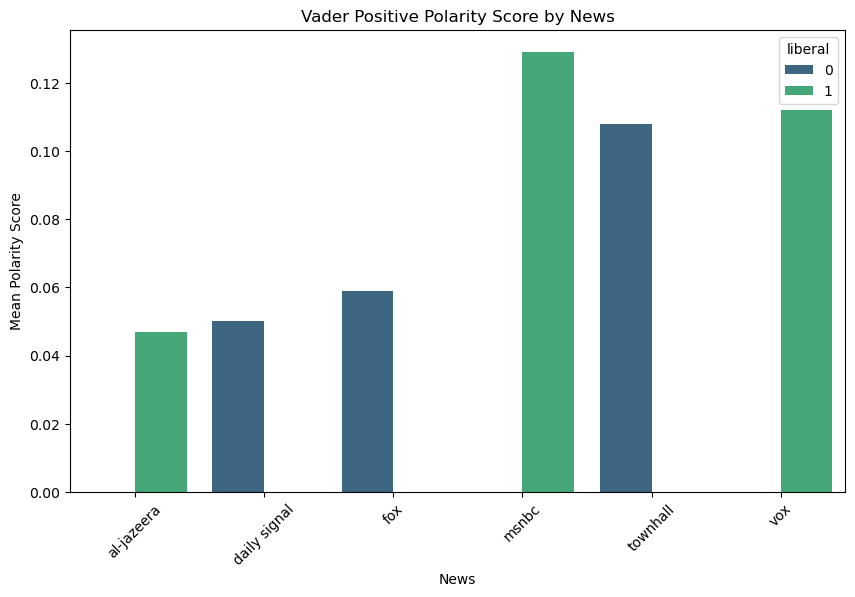 Vader Positive Polarity Score by News
liberal
0
1
Mean Polarity Score
0.12
0.10
0.08
0.06
0.04
0.02
0.00
al-jazeera
daily signal
fox
msnbc
townhall
vox
News